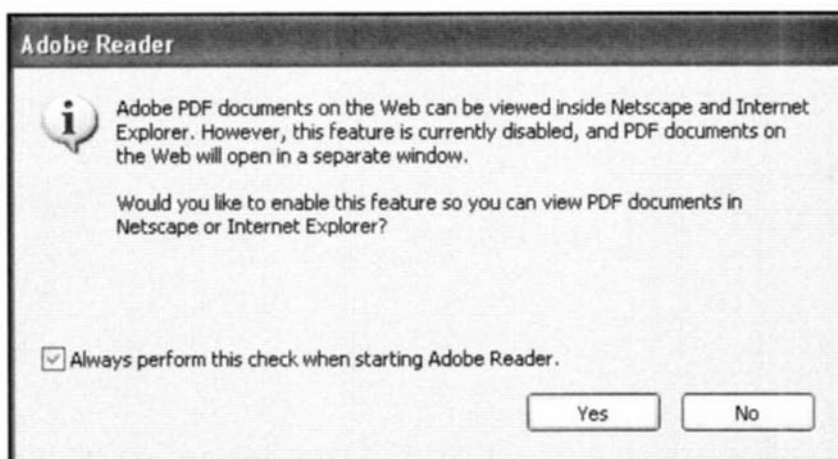 Adobe Reader
Adobe PDF documents on the Web can be viewed inside Netscape and Internet
Explorer. However, this feature is currently disabled, and PDF documents on
the Web will open in a separate window.
Would you like to enable this feature so you can view PDF documents in
Netscape or Internet Explorer?
Always perform this check when starting Adobe Reader.
Yes No